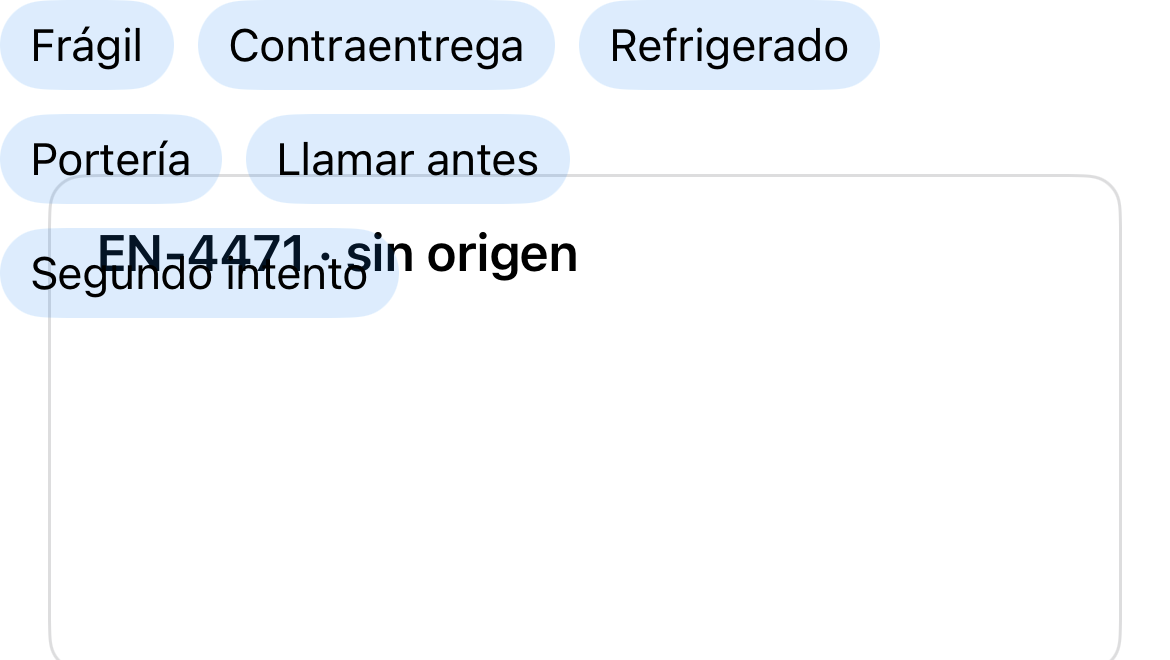 Frágil Contraentrega Refrigerado
Portería Llamar antes
EN-4471 · sin origen
Segundo intento